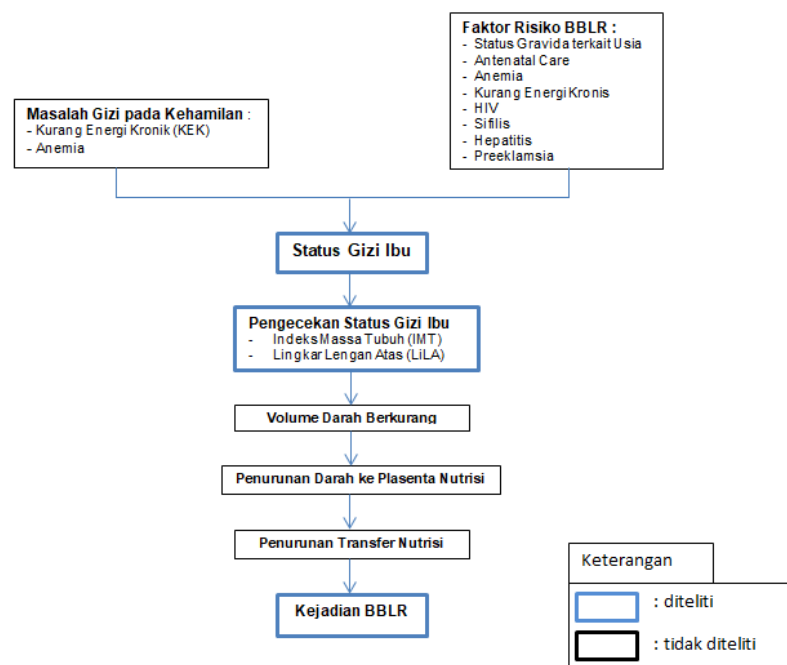 Faktor Risiko BBLR :
- Status Gravida terkait Usia
- Antenatal Care
- Anemia
- Kurang Energi Kronis
- HIV
- Sifilis
- Hepatitis
- Preeklamsia
Masalah Gizi pada Kehamilan :
- Kurang Energi Kronik (KEK)
- Anemia
Status Gizi Ibu
Pengecekan Status Gizi Ibu
- Indeks Massa Tubuh (IMT)
- Lingkar Lengan Atas (LiLA)
Volume Darah Berkurang
Penurunan Darah ke Plasenta Nutrisi
Penurunan Transfer Nutrisi
Kejadian BBLR
Keterangan
: diteliti
: tidak diteliti